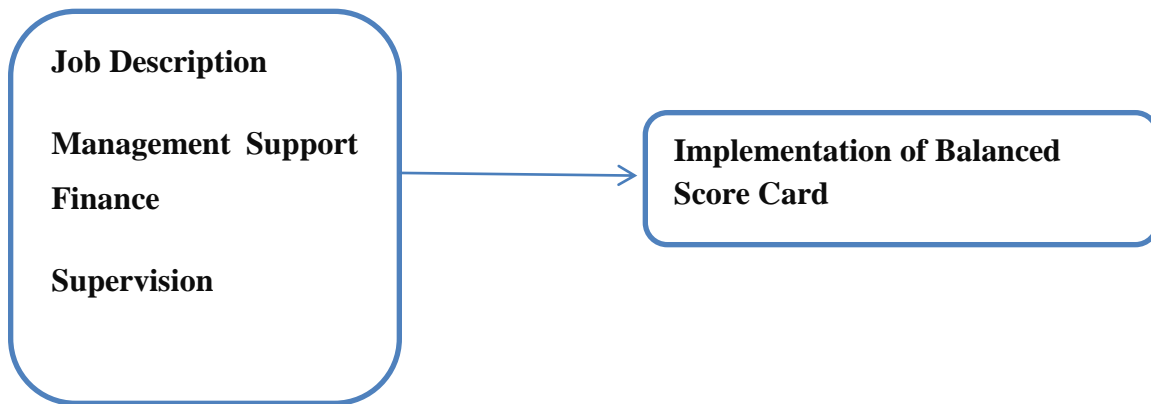 Job Description
Management Support
Finance
Supervision
Implementation of Balanced
Score Card